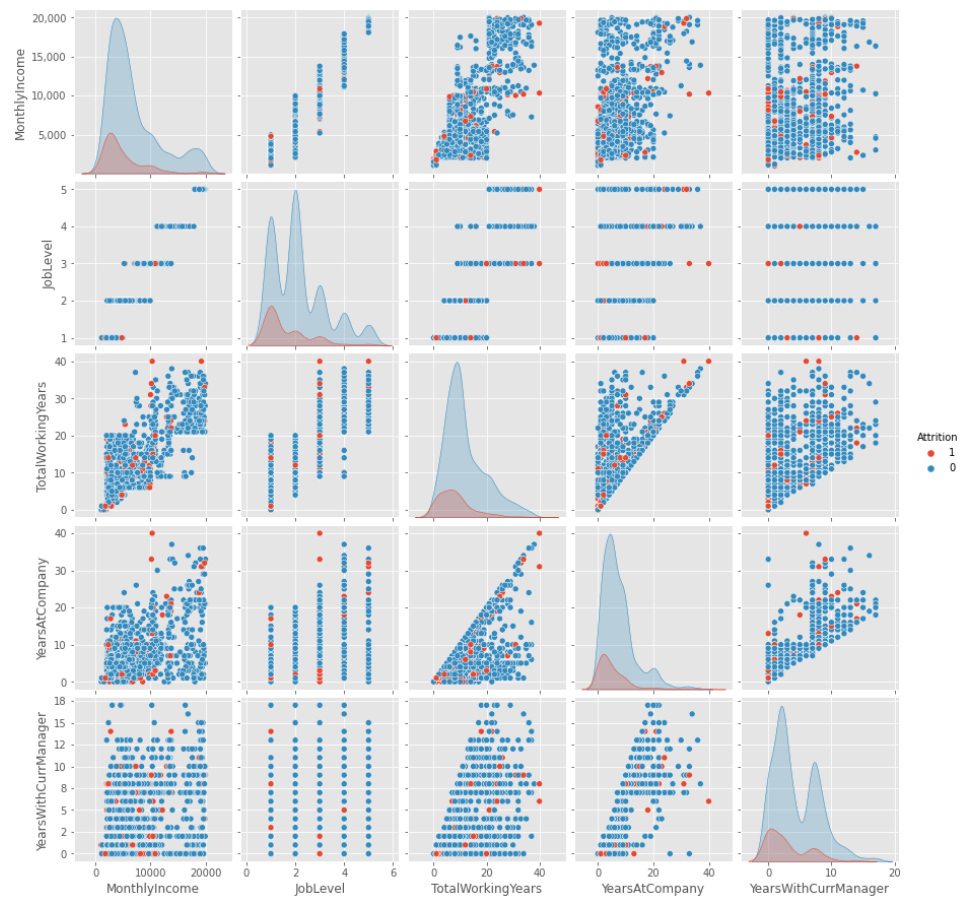 20,000
15,000
10,000
5,000
MonthlyIncome
5
4
3
2
1
JobLevel
40
30
20
10
0
TotalWorkingYears
Attrition
1
0
40
30
20
10
0
YearsAtCompany
18
15
12
10
8
5
2
0
YearsWithCurrManager
0 10000 20000
0 2 4 6
0 20 40
0 20 40
0 10 20
MonthlyIncome JobLevel TotalWorkingYears YearsAtCompany YearsWithCurrManager